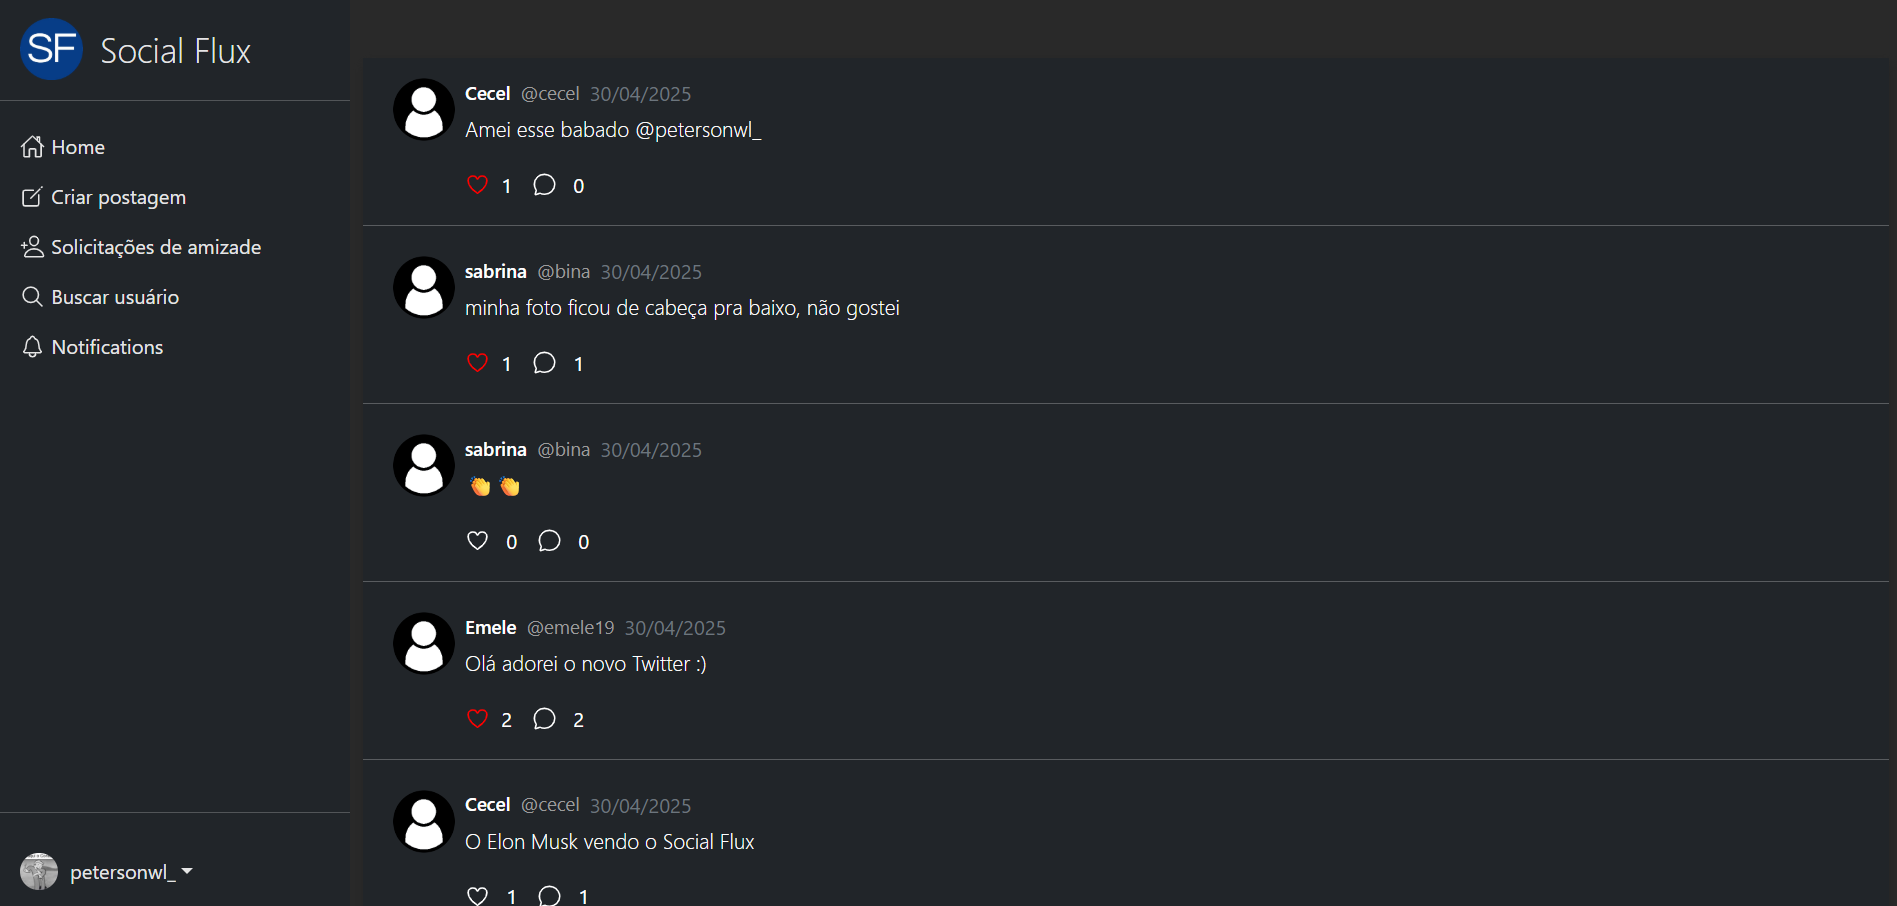 SF Social Flux
Home
Criar postagem
Solicitações de amizade
Buscar usuário
Notifications
petersonwl_
Cecel @cecel 30/04/2025
Amei esse babado @petersonwl_
1 0
sabrina @bina 30/04/2025
minha foto ficou de cabeça pra baixo, não gostei
1 1
sabrina @bina 30/04/2025
👏👏
0 0
Emele @emele19 30/04/2025
Olá adorei o novo Twitter :)
2 2
Cecel @cecel 30/04/2025
O Elon Musk vendo o Social Flux
1 1